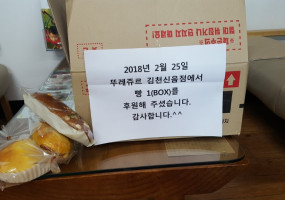 2018년 2월 25일
뚜레쥬르 김천신음점에서
빵 1(BOX)를
후원해 주셨습니다.
감사합니다.^^